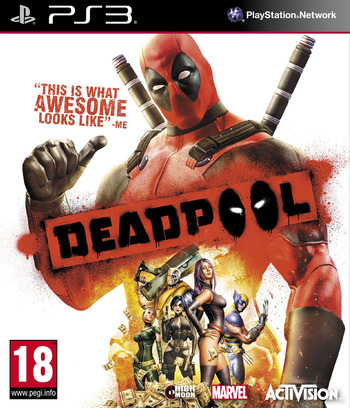 PS3
PlayStation®Network
"THIS IS WHAT
AWESOME
LOOKS LIKE" -ME
DEADPOOL
18
www.pegi.info
HIGH
MOON
MARVEL
ACTIVISION